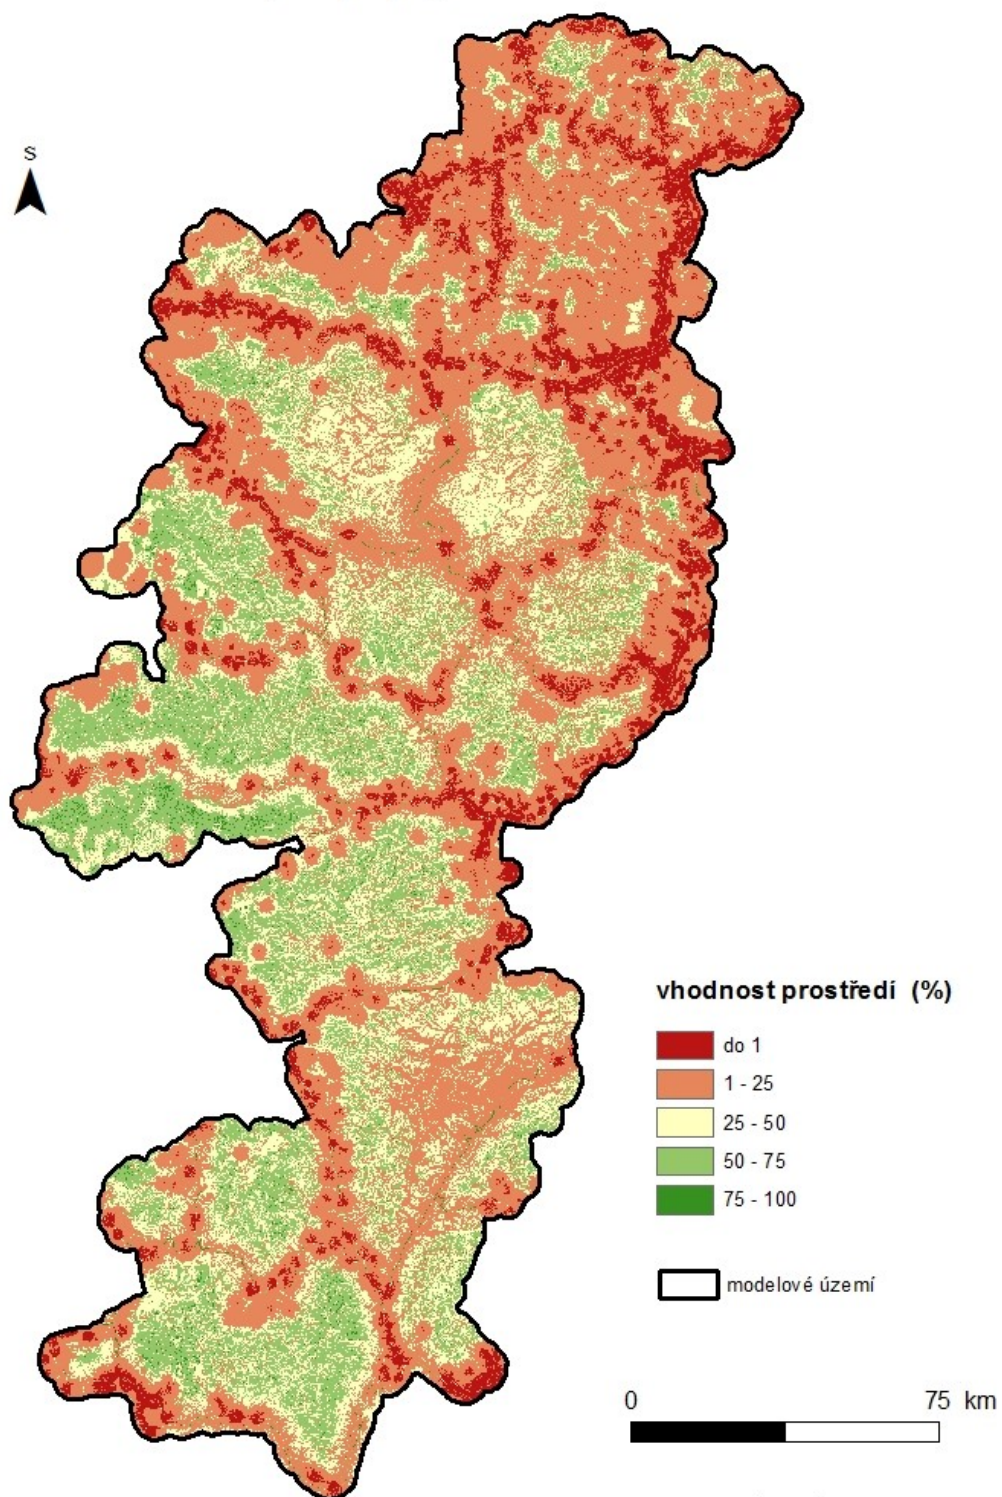 S
vhodnost prostředí (%)
do 1
1 - 25
25 - 50
50 - 75
75 - 100
modelové území
0 75 km